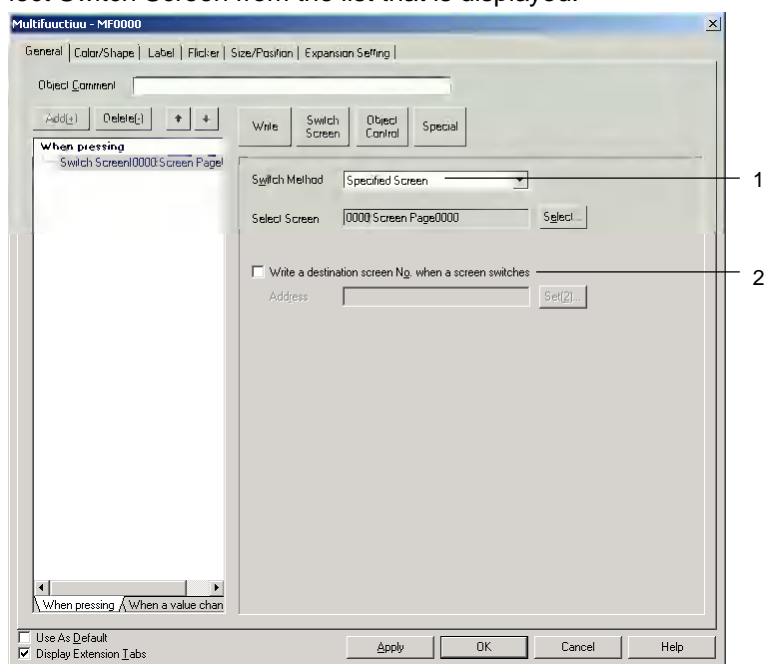 lect Switch Screen from the list that is displayed.
Multifuuctiuu - MF0000
General Color/Shape Label Flicker Size/Position Expansion Setting
Object Comment
Add(+) Delete(-)
Write Switch Screen Object Control Special
When pressing
Switch Screen[0000:Screen Page
Switch Method Specified Screen 1
Select Screen 0000:Screen Page0000 Select...
Write a destination screen No. when a screen switches 2
Address Set(2)...
When pressing When a value chan
Use As Default
Display Extension Tabs
Apply OK Cancel Help